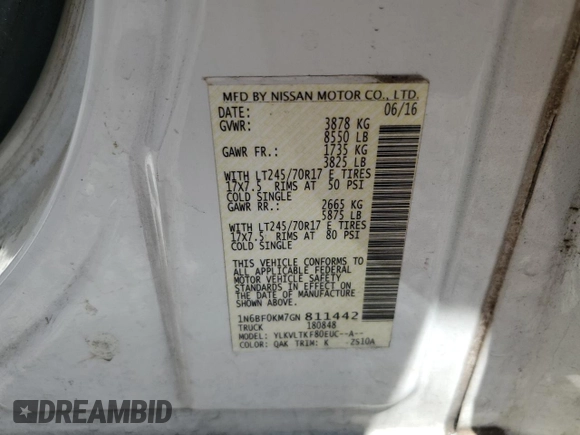 MFD BY NISSAN MOTOR CO., LTD.
DATE: 06/16
GVWR: 3878 KG
8550 LB
GAWR FR.: 1735 KG
3825 LB
WITH LT245/70R17 E TIRES
17X7.5 RIMS AT 50 PSI
COLD SINGLE
GAWR RR.: 2665 KG
5875 LB
WITH LT245/70R17 E TIRES
17X7.5 RIMS AT 80 PSI
COLD SINGLE
THIS VEHICLE CONFORMS TO
ALL APPLICABLE FEDERAL
MOTOR VEHICLE SAFETY
STANDARDS IN EFFECT ON
THE DATE OF MANUFACTURE
SHOWN ABOVE.
1N6BF0KM7GN 811442
TRUCK 180848
MODEL: YLKVLTKF80EUC--A--
COLOR: QAK TRIM: K 2S10A
DREAMBID